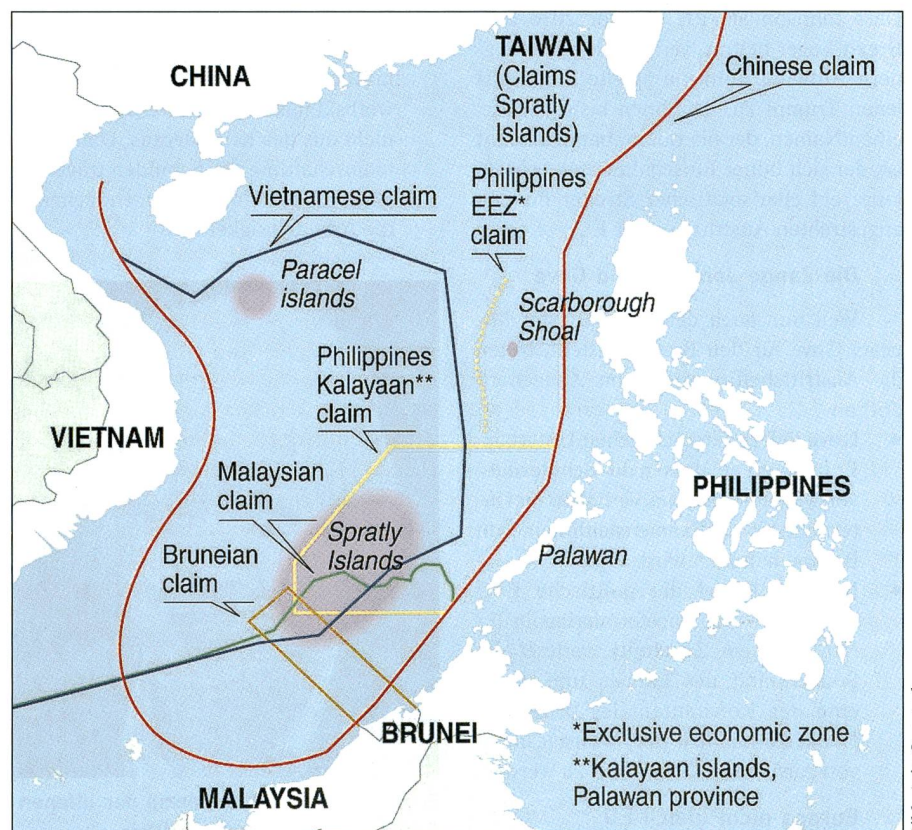 CHINA
TAIWAN
(Claims
Spratly
Islands)
Chinese claim
Vietnamese claim
Philippines
EEZ*
claim
Paracel
islands
Scarborough
Shoal
Philippines
Kalayaan**
claim
VIETNAM
Malaysian
claim
PHILIPPINES
Spratly
Islands
Bruneian
claim
Palawan
BRUNEI
MALAYSIA
*Exclusive economic zone
**Kalayaan islands,
Palawan province